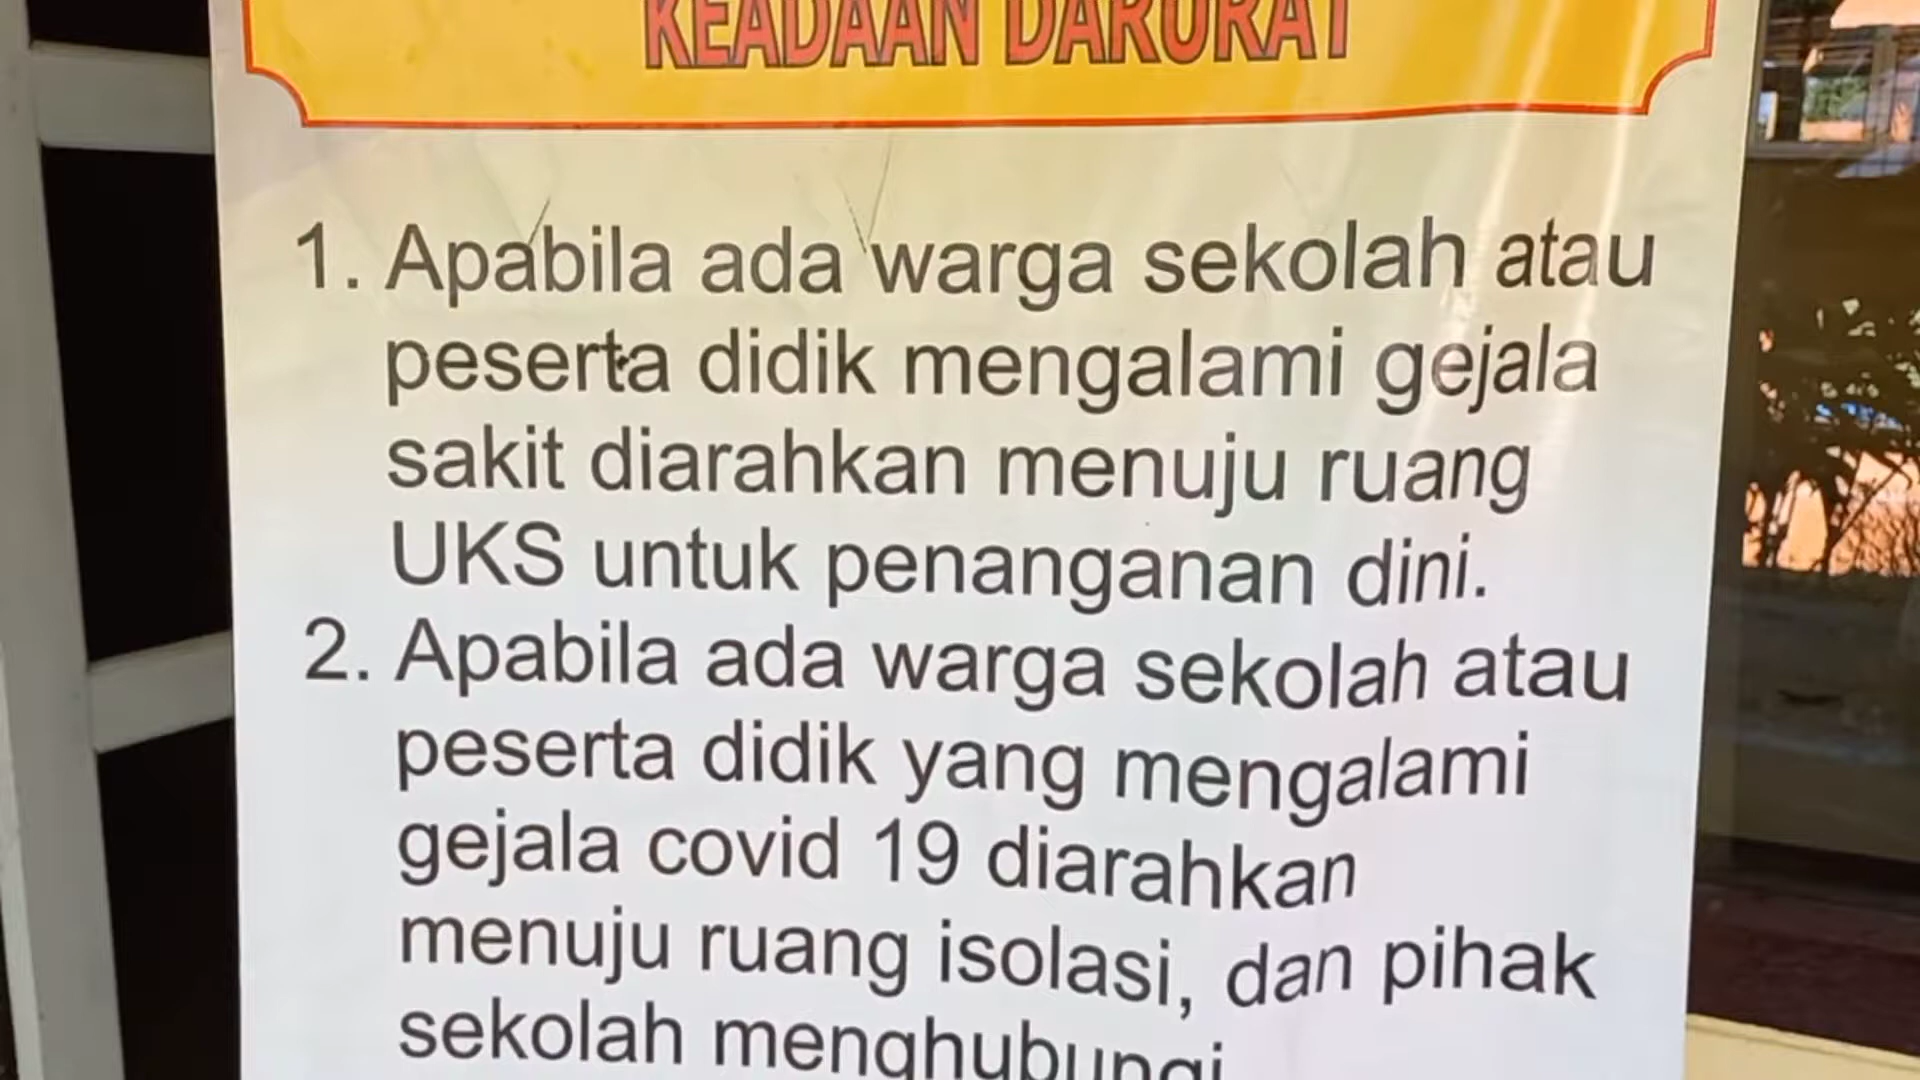 KEADAAN DARURAT
1. Apabila ada warga sekolah atau
peserta didik mengalami gejala
sakit diarahkan menuju ruang
UKS untuk penanganan dini.
2. Apabila ada warga sekolah atau
peserta didik yang mengalami
gejala covid 19 diarahkan
menuju ruang isolasi, dan pihak
sekolah menghubungi